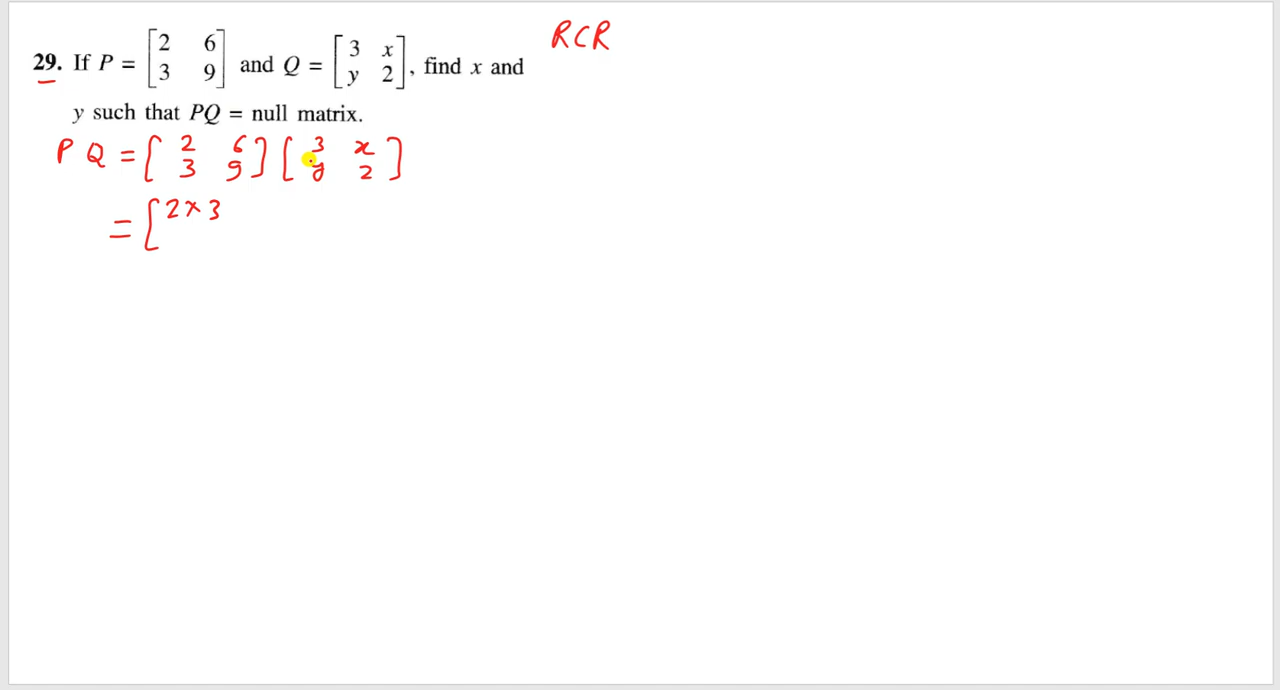 RCR
29. If P = [2 6 3 9] and Q = [3 x y 2], find x and
y such that PQ = null matrix.
P Q = [2 6 3 9] [3 x y 2]
= [2 × 3